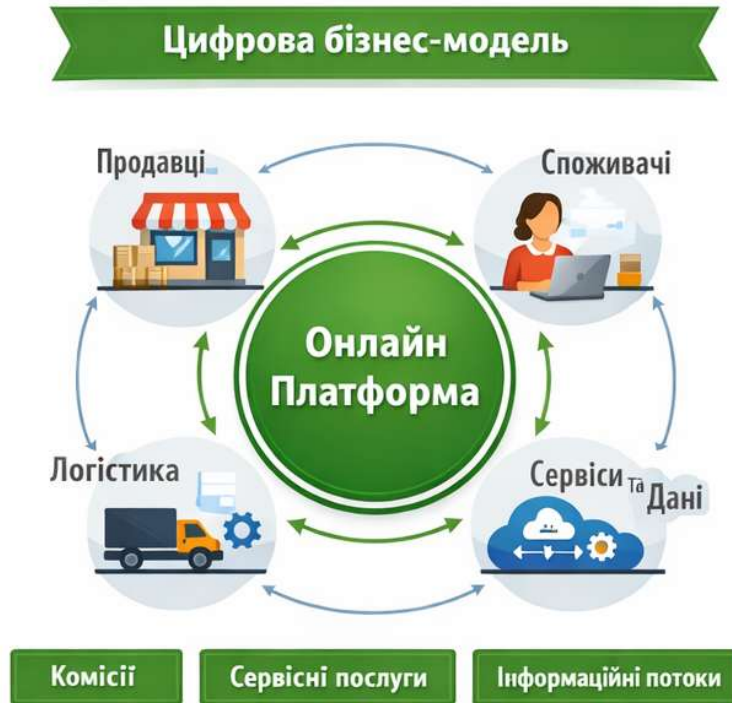 Цифрова бізнес-модель
Продавці
Споживачі
Онлайн
Платформа
Логістика
Сервіси та Дані
Комісії
Сервісні послуги
Інформаційні потоки